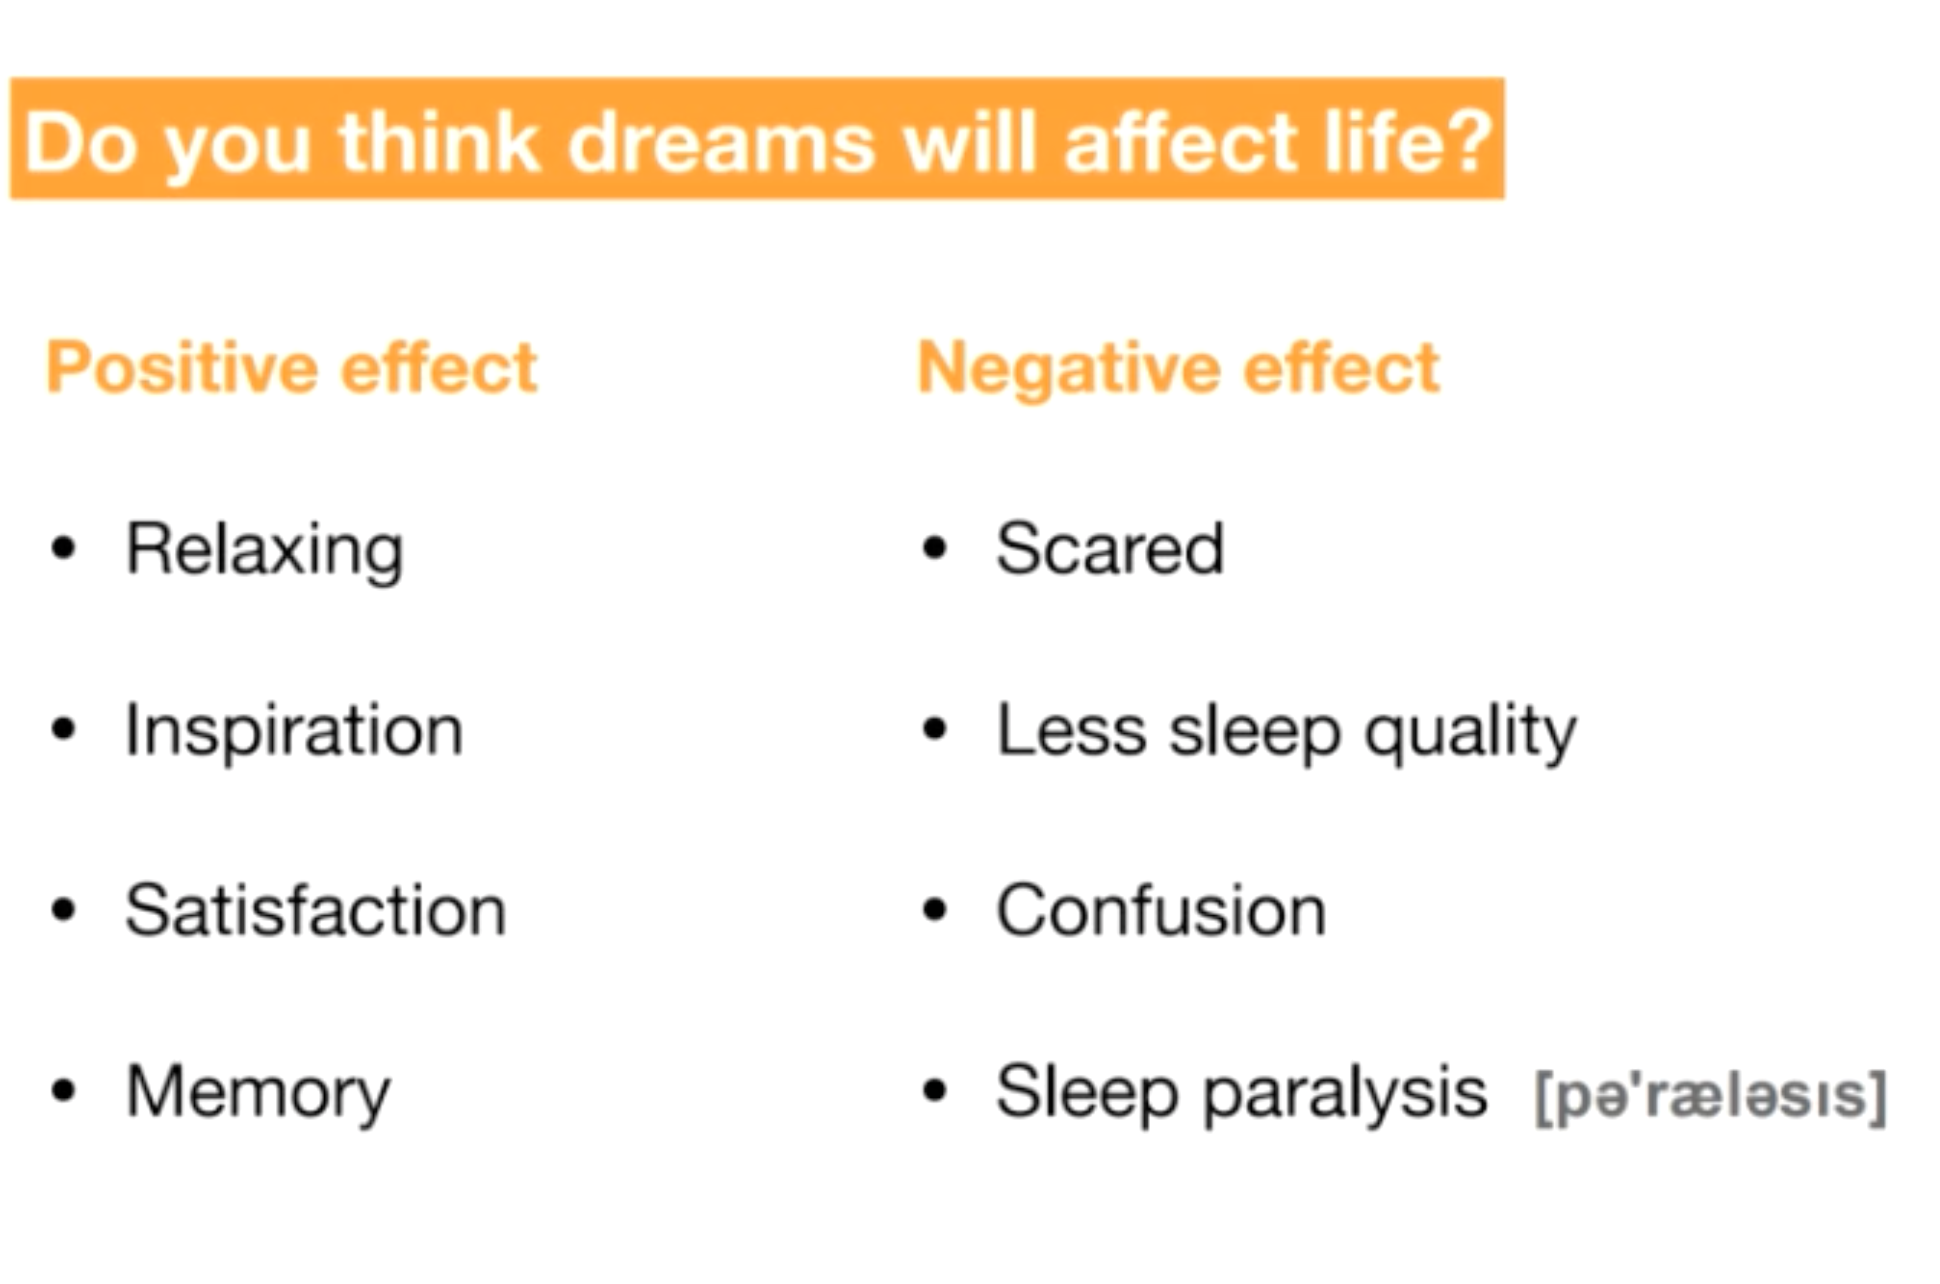 Do you think dreams will affect life?
Positive effect
• Relaxing
• Inspiration
• Satisfaction
• Memory
Negative effect
• Scared
• Less sleep quality
• Confusion
• Sleep paralysis [pə'ræləsɪs]